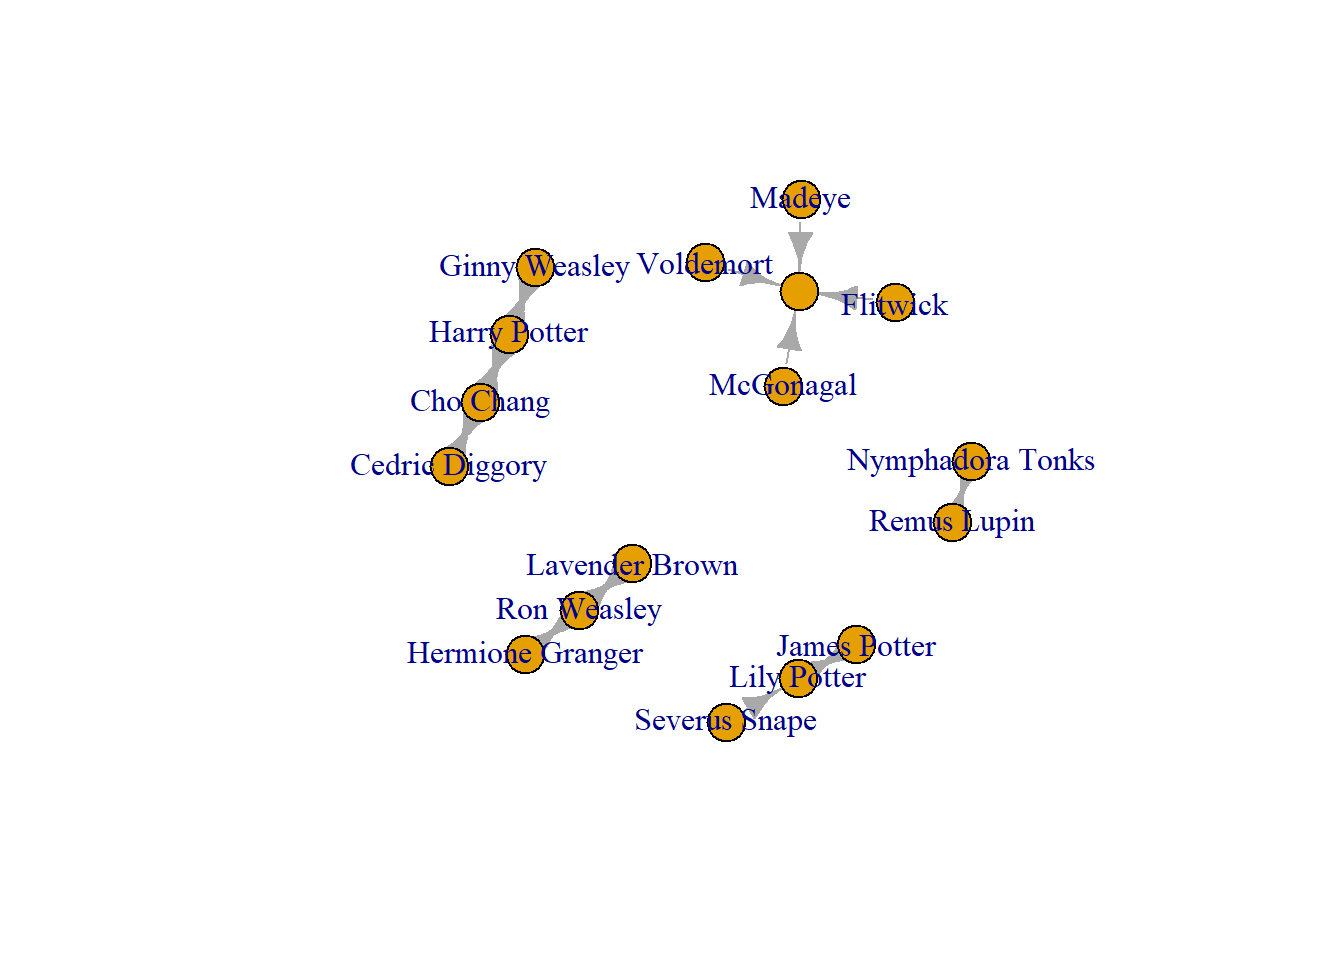 Madeye
Ginny Weasley
Voldemort
Flitwick
Harry Potter
McGonagal
Cho Chang
Cedric Diggory
Nymphadora Tonks
Remus Lupin
Lavender Brown
Ron Weasley
Hermione Granger
James Potter
Lily Potter
Severus Snape